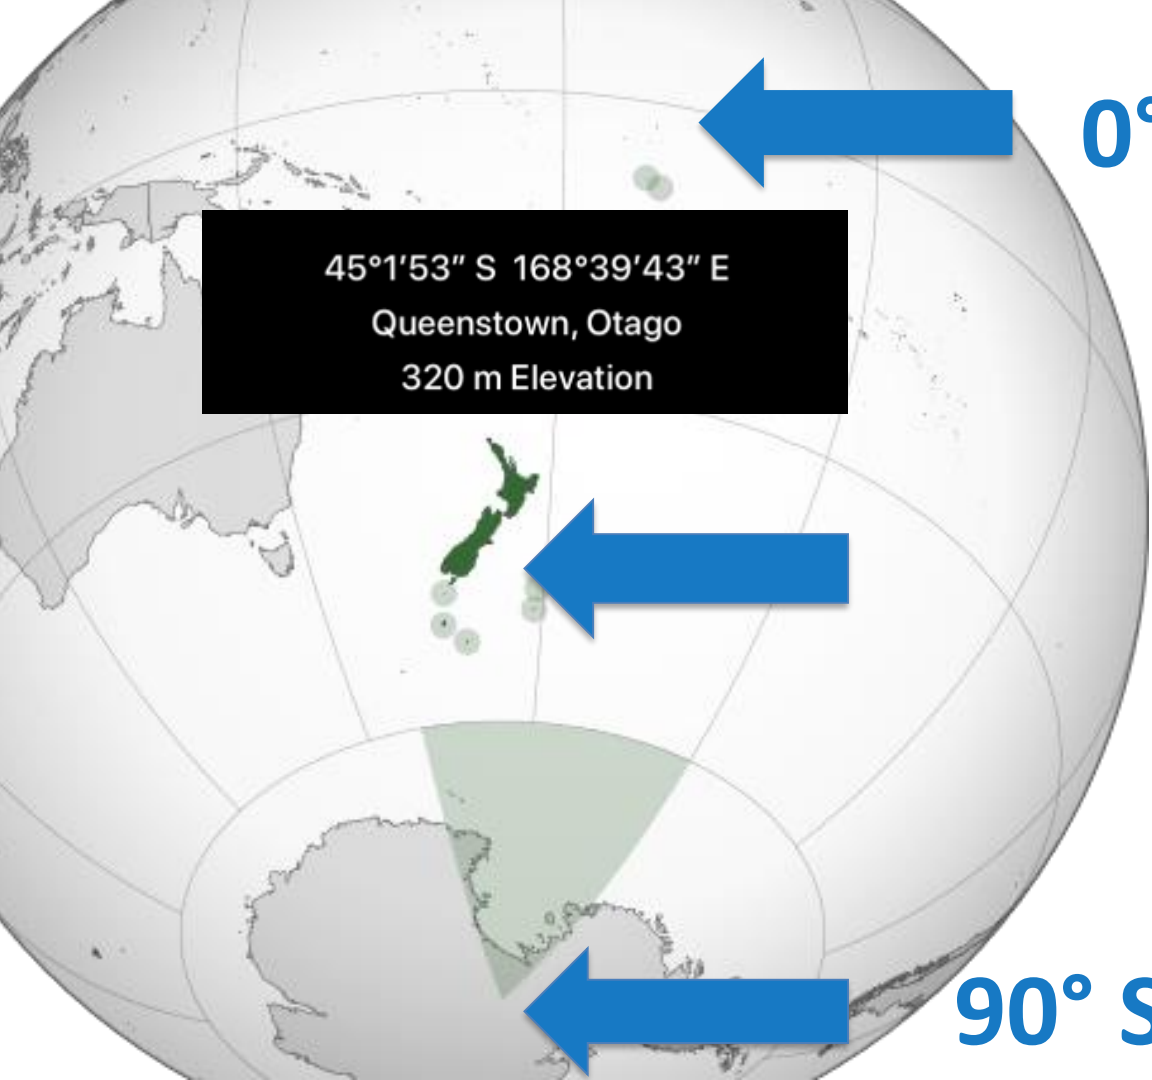 0°
45°1′53″ S  168°39′43″ E
Queenstown, Otago
320 m Elevation
90° S